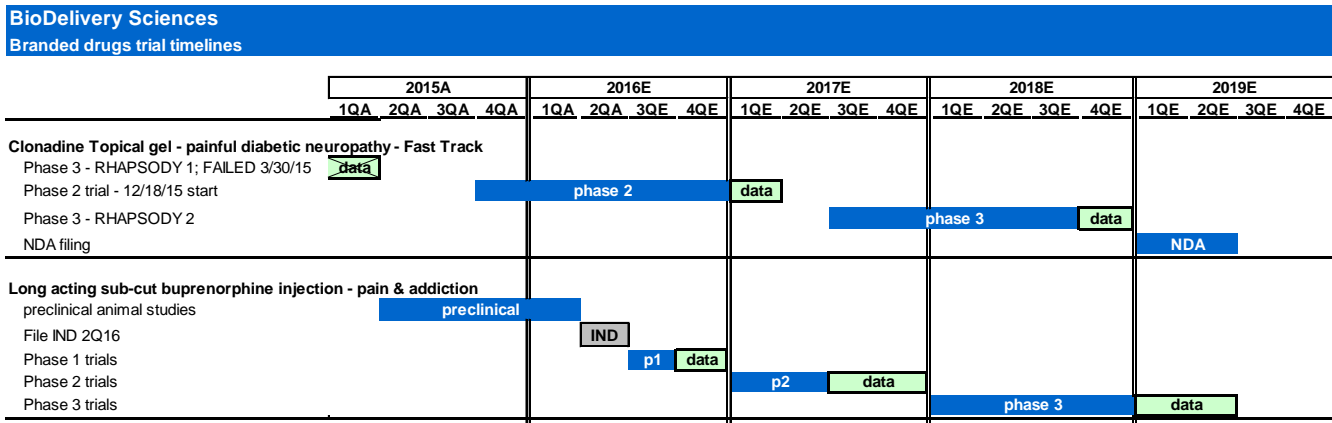 BioDelivery Sciences
Branded drugs trial timelines
2015A 2016E 2017E 2018E 2019E
1QA 2QA 3QA 4QA 1QA 2QA 3QE 4QE 1QE 2QE 3QE 4QE 1QE 2QE 3QE 4QE 1QE 2QE 3QE 4QE
Clonadine Topical gel - painful diabetic neuropathy - Fast Track
Phase 3 - RHAPSODY 1; FAILED 3/30/15 data
Phase 2 trial - 12/18/15 start phase 2 data
Phase 3 - RHAPSODY 2 phase 3 data
NDA filing NDA
Long acting sub-cut buprenorphine injection - pain & addiction
preclinical animal studies preclinical
File IND 2Q16 IND
Phase 1 trials p1 data
Phase 2 trials p2 data
Phase 3 trials phase 3 data